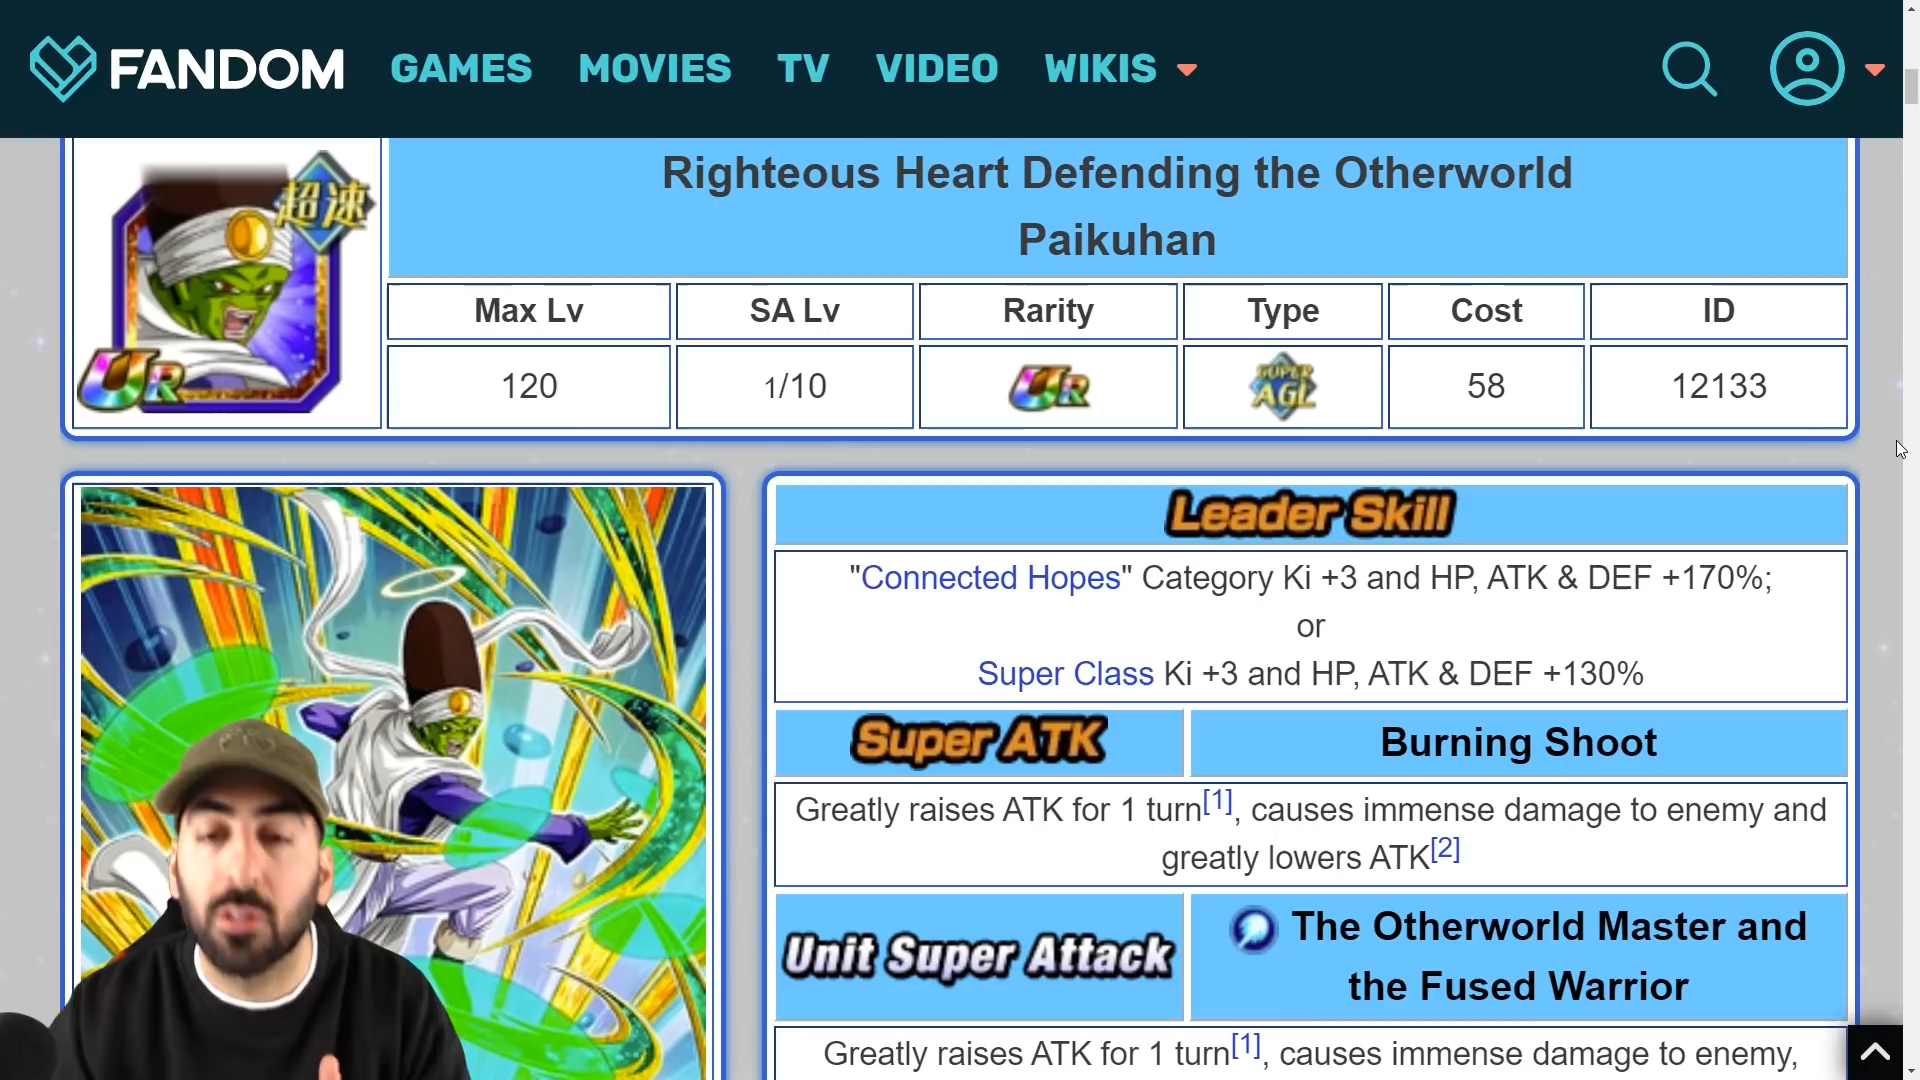 FANDOM GAMES MOVIES TV VIDEO WIKIS
超速
UR
Righteous Heart Defending the Otherworld
Paikuhan
Max Lv SA Lv Rarity Type Cost ID
120 1/10 UR SUPER AGL 58 12133
Leader Skill
"Connected Hopes" Category Ki +3 and HP, ATK & DEF +170%;
or
Super Class Ki +3 and HP, ATK & DEF +130%
Super ATK Burning Shoot
Greatly raises ATK for 1 turn[1], causes immense damage to enemy and
greatly lowers ATK[2]
Unit Super Attack The Otherworld Master and
the Fused Warrior
Greatly raises ATK for 1 turn[1], causes immense damage to enemy,